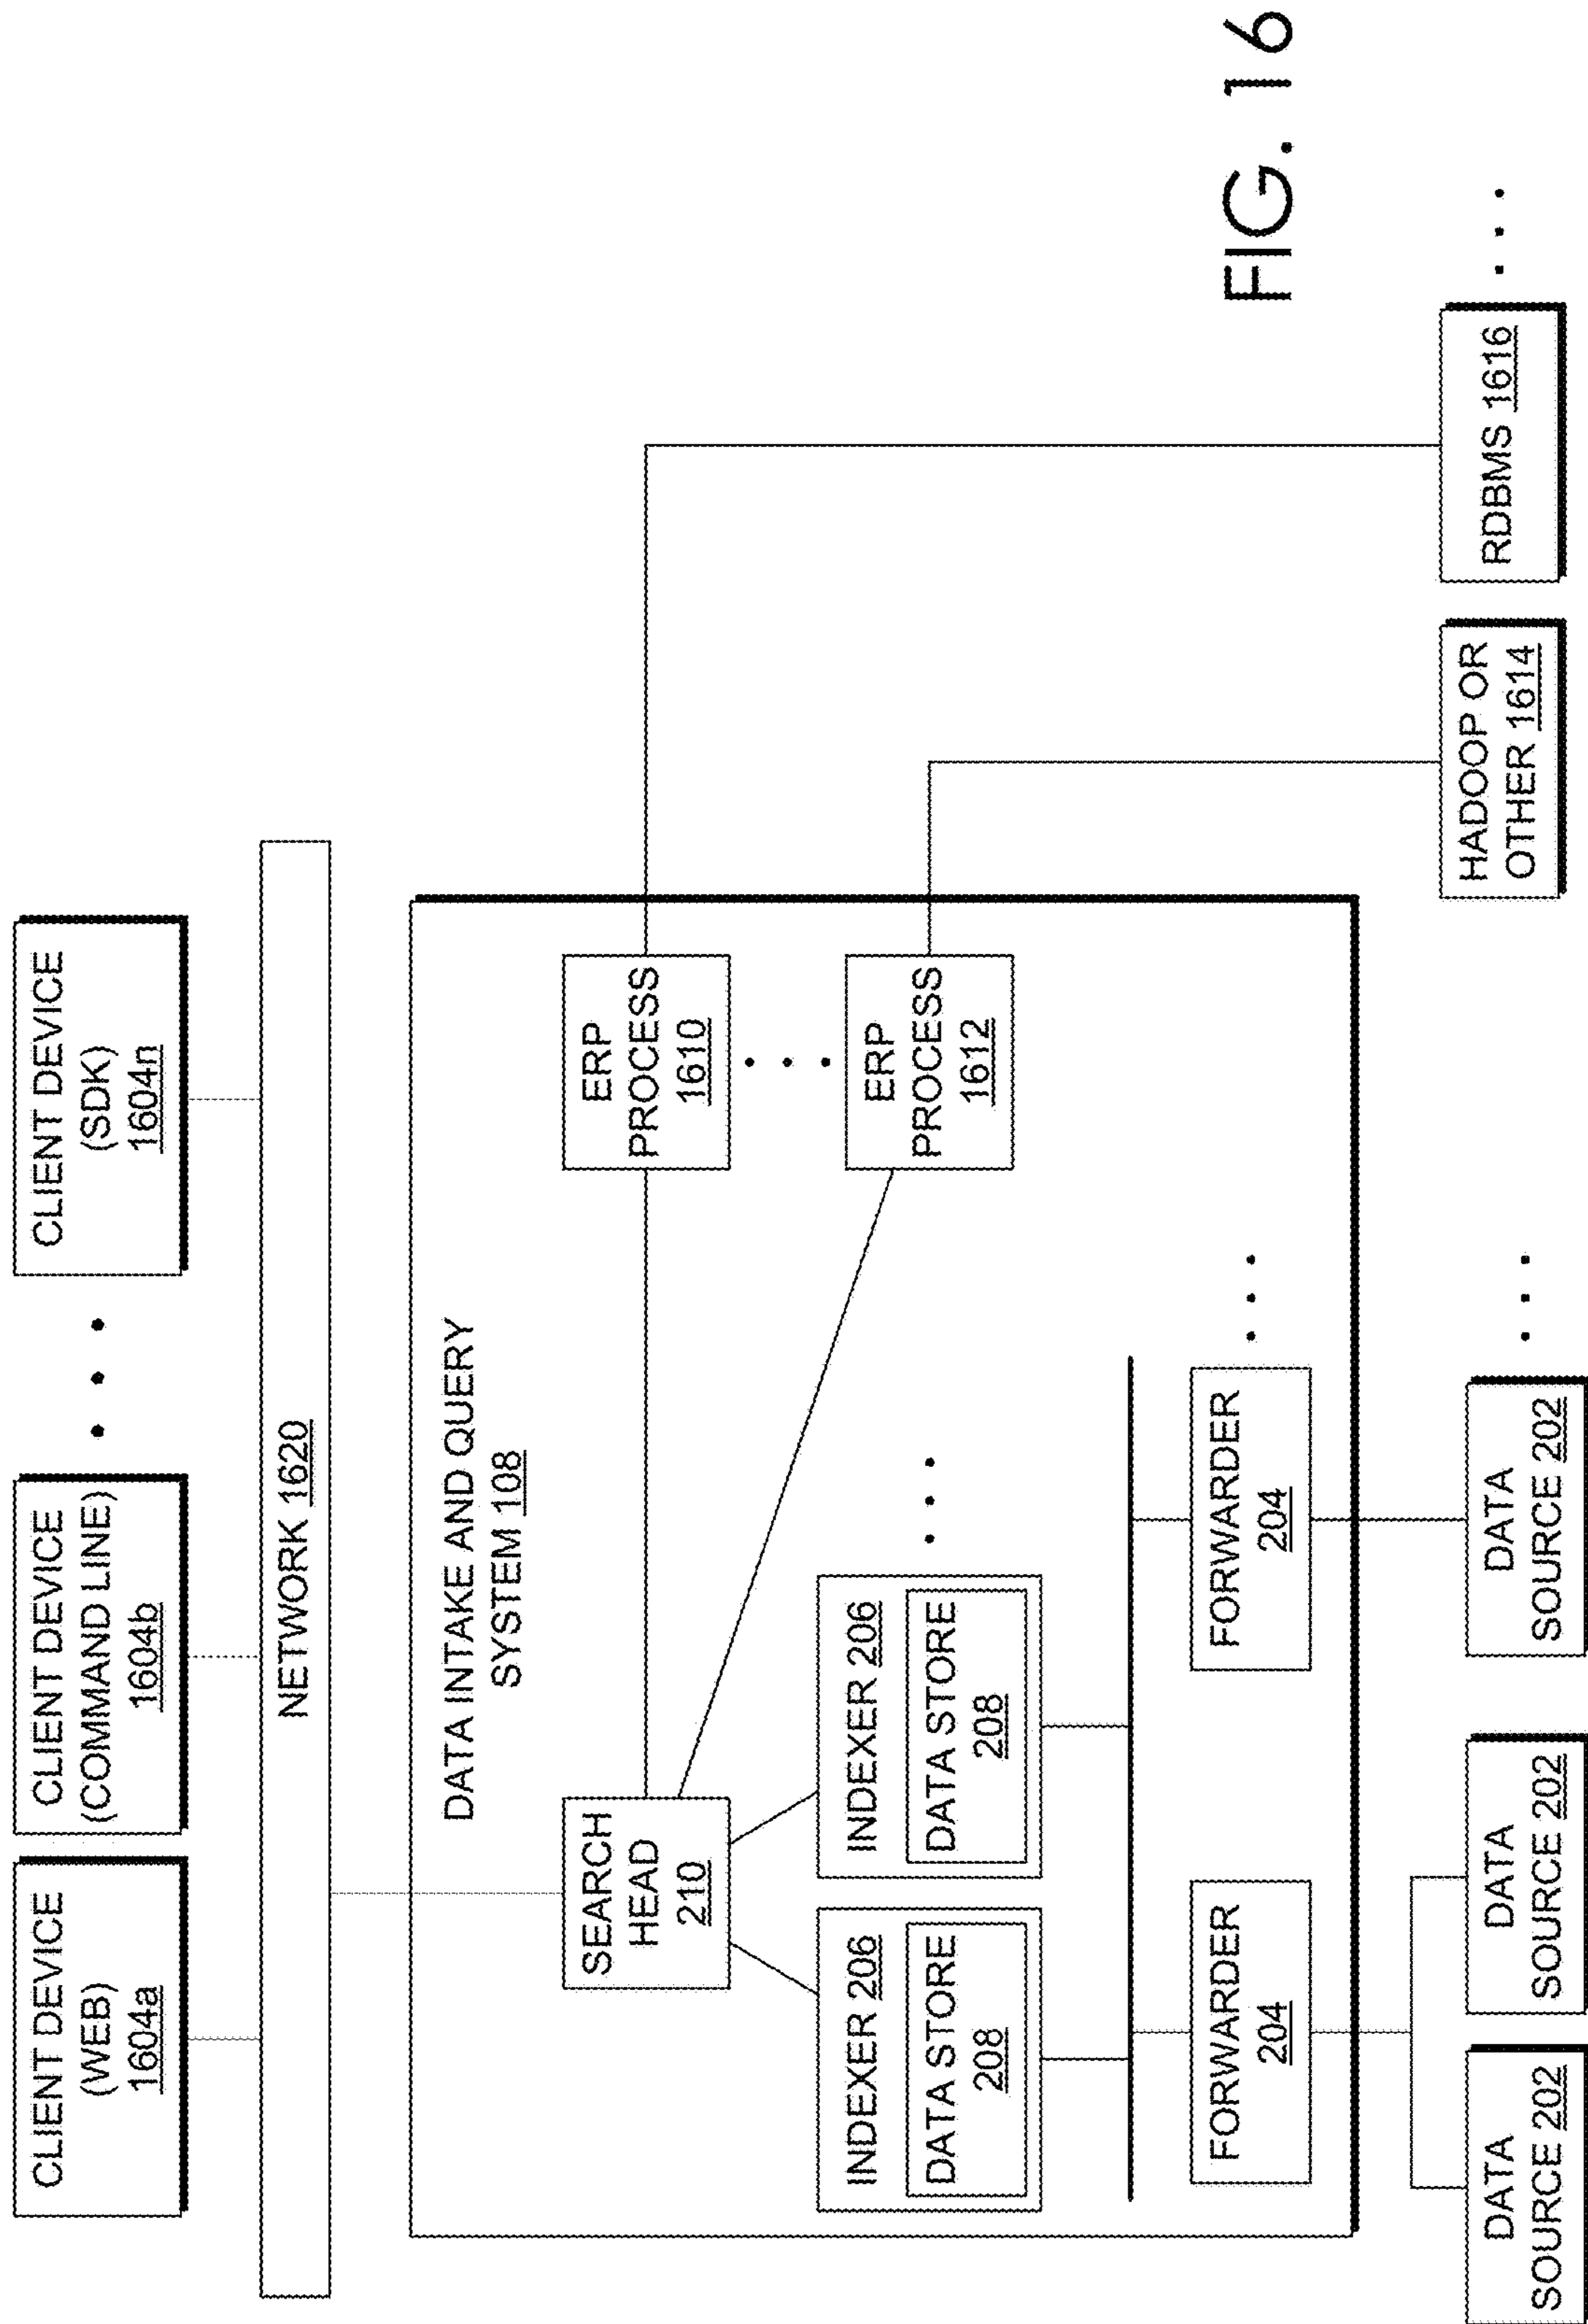 CLIENT DEVICE
(WEB)
1604a
CLIENT DEVICE
(COMMAND LINE)
1604b
CLIENT DEVICE
(SDK)
1604n
NETWORK 1620
DATA INTAKE AND QUERY
SYSTEM 108
SEARCH
HEAD
210
ERP
PROCESS
1610
INDEXER 206
DATA STORE
208
INDEXER 206
DATA STORE
208
ERP
PROCESS
1612
FORWARDER
204
FORWARDER
204
DATA
SOURCE 202
DATA
SOURCE 202
DATA
SOURCE 202
HADOOP OR
OTHER 1614
RDBMS 1616
FIG. 16